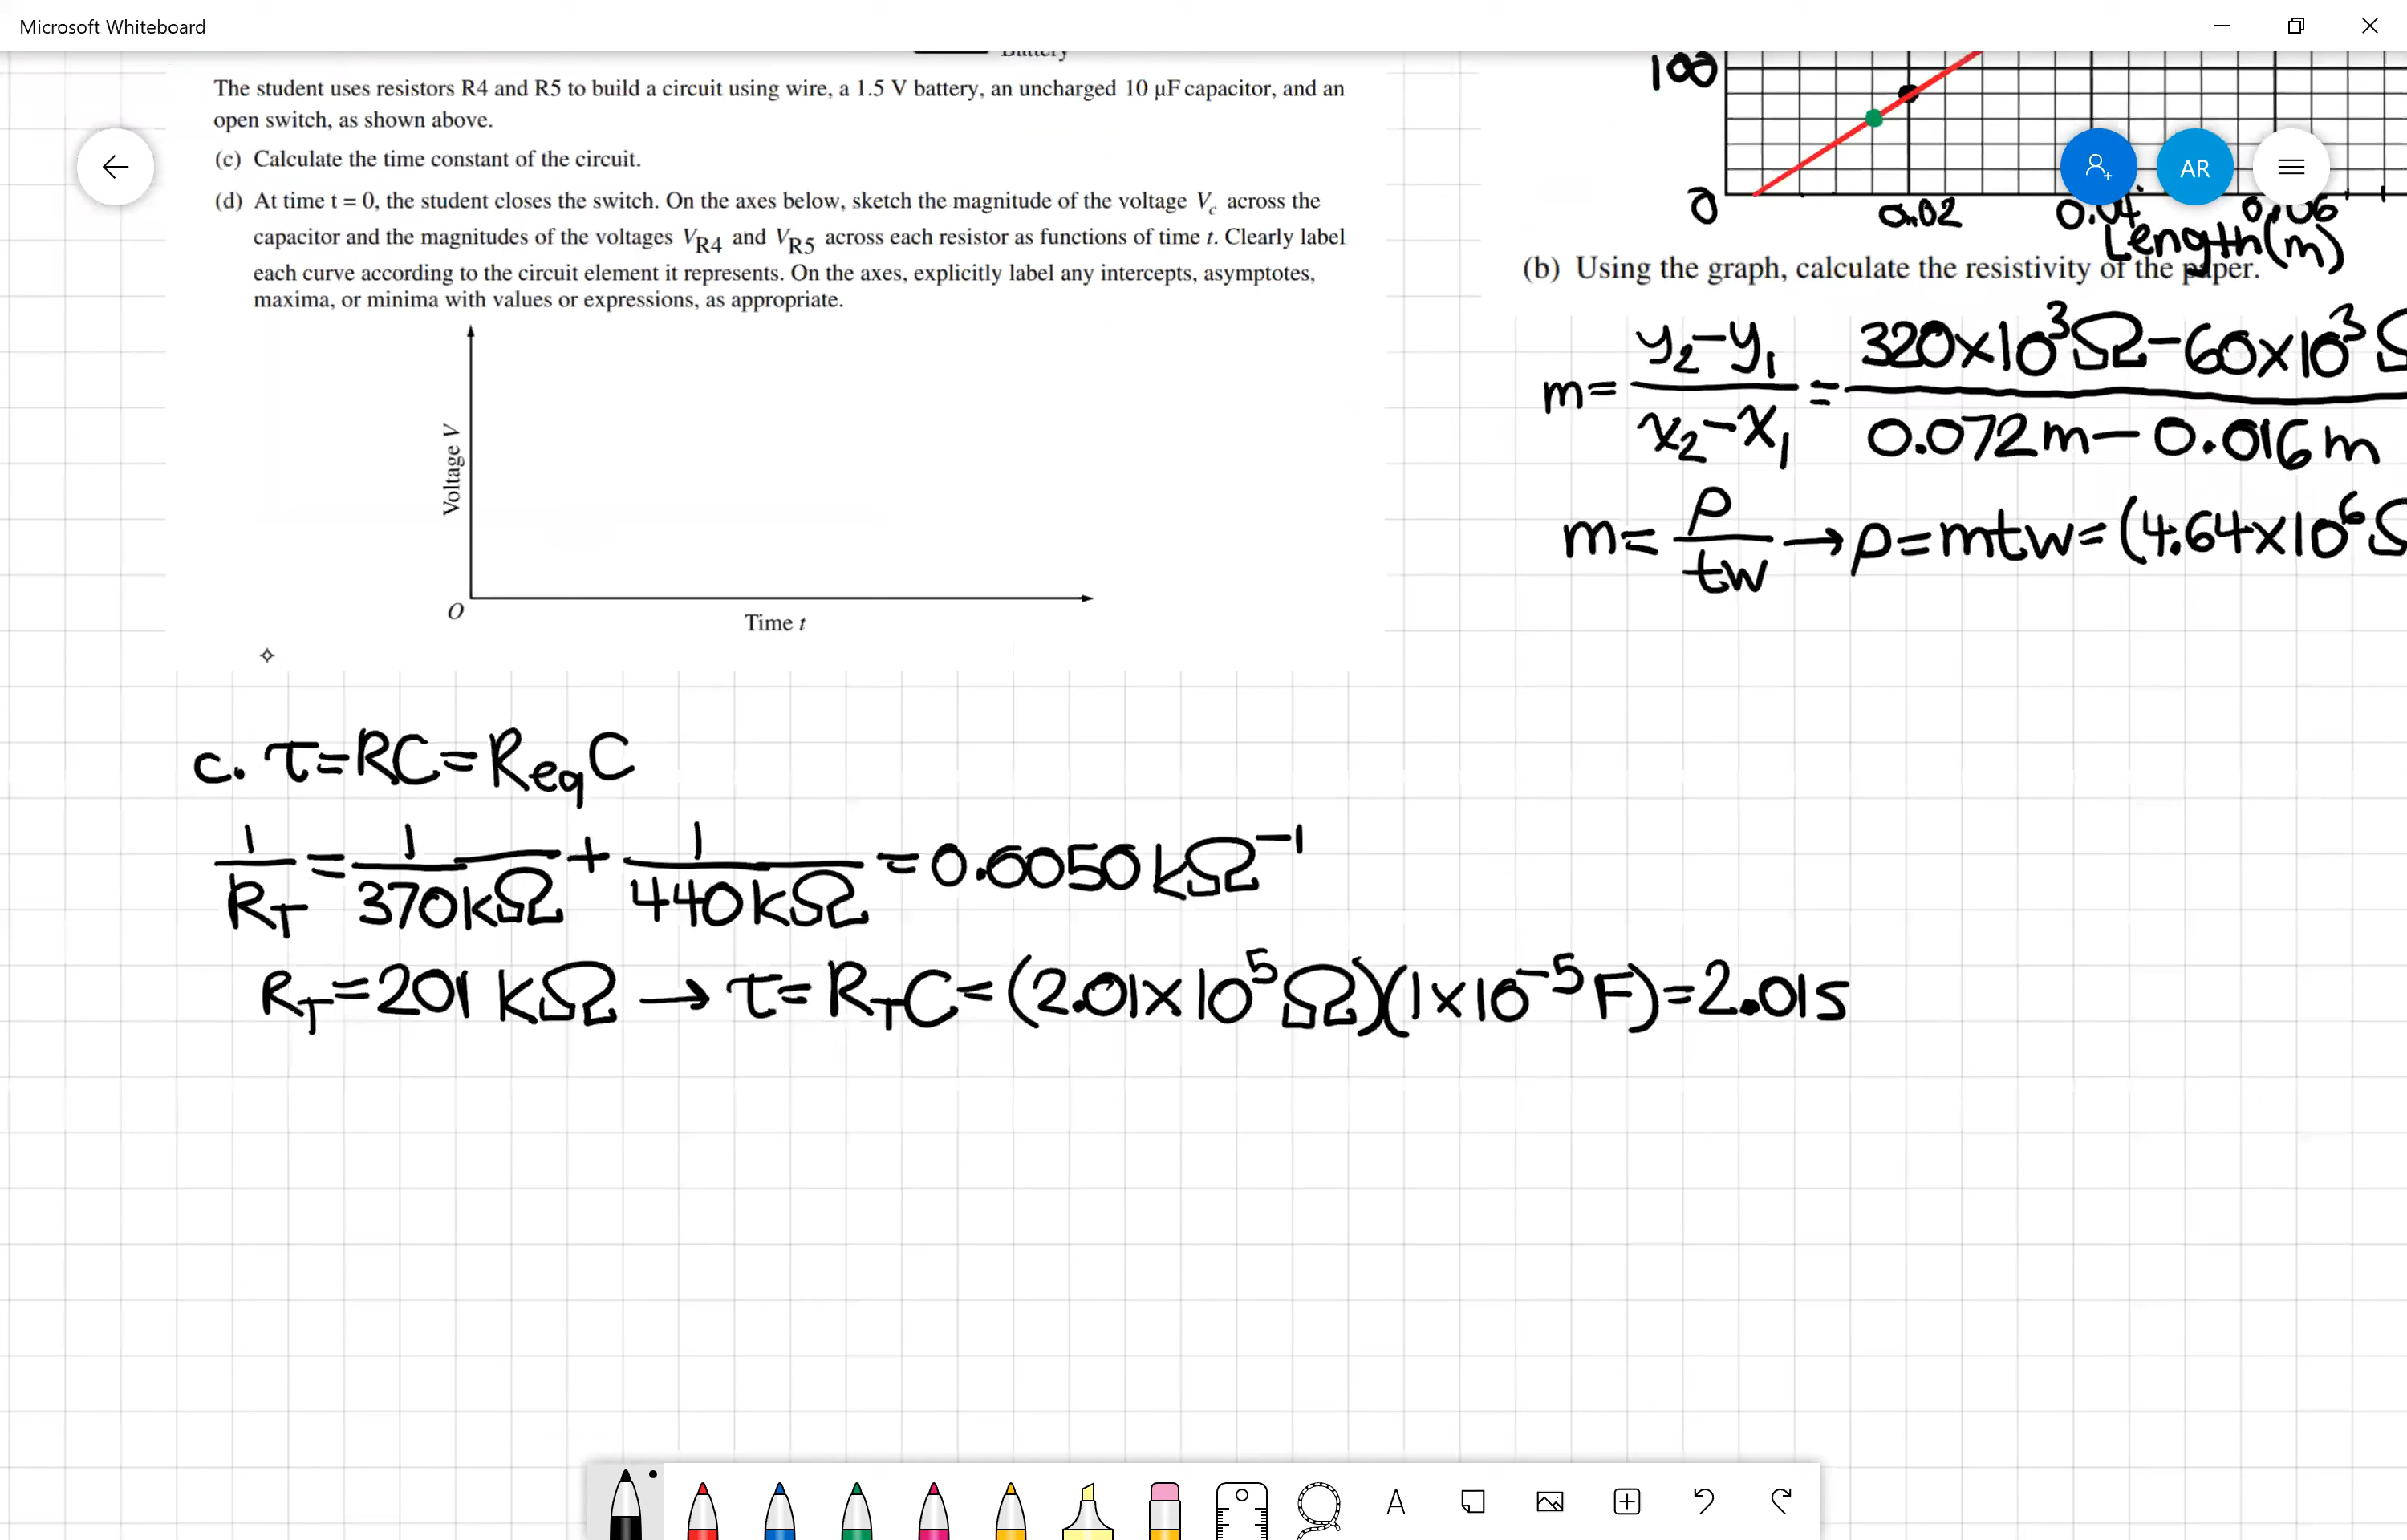 Microsoft Whiteboard
Battery
The student uses resistors R4 and R5 to build a circuit using wire, a 1.5 V battery, an uncharged 10 μF capacitor, and an
open switch, as shown above.
(c) Calculate the time constant of the circuit.
(d) At time t = 0, the student closes the switch. On the axes below, sketch the magnitude of the voltage Vc across the
capacitor and the magnitudes of the voltages VR4 and VR5 across each resistor as functions of time t. Clearly label
each curve according to the circuit element it represents. On the axes, explicitly label any intercepts, asymptotes,
maxima, or minima with values or expressions, as appropriate.
Voltage V
O
Time t
100
0
0.02
0.04
0.06
Length(m)
AR
(b) Using the graph, calculate the resistivity of the paper.
m= y₂-y₁ / x₂-x₁ = 320×10³Ω-60×10³Ω / 0.072m-0.016m
m= ρ/tw → ρ=mtw=(4.64×10⁶Ω
c. τ=RC=ReqC
1/RT = 1/370kΩ + 1/440kΩ = 0.0050 kΩ⁻¹
RT=201 kΩ → τ=RTC=(2.01×10⁵Ω)(1×10⁻⁵F)=2.01s
A